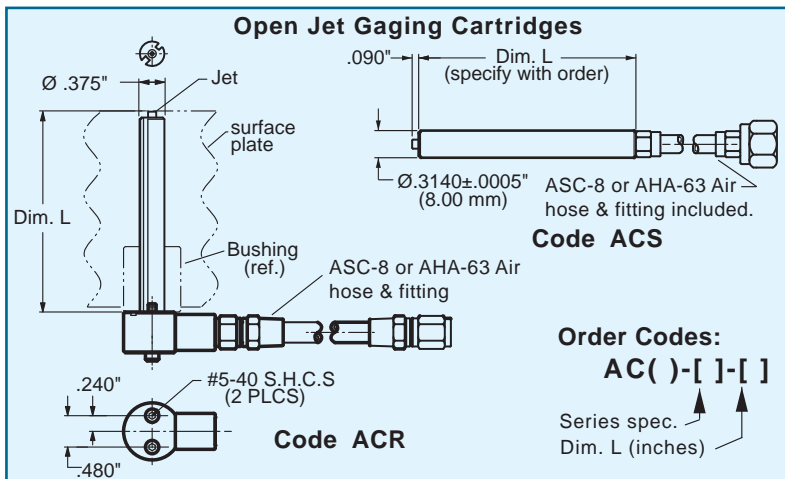 Open Jet Gaging Cartridges
Ø .375"
Jet
surface
plate
Dim. L
Bushing
(ref.)
ASC-8 or AHA-63 Air
hose & fitting
.240"
#5-40 S.H.C.S
(2 PLCS)
.480"
Code ACR
.090"
Dim. L
(specify with order)
Ø.3140±.0005"
(8.00 mm)
ASC-8 or AHA-63 Air
hose & fitting included.
Code ACS
Order Codes:
AC( )-[ ]-[ ]
Series spec.
Dim. L (inches)